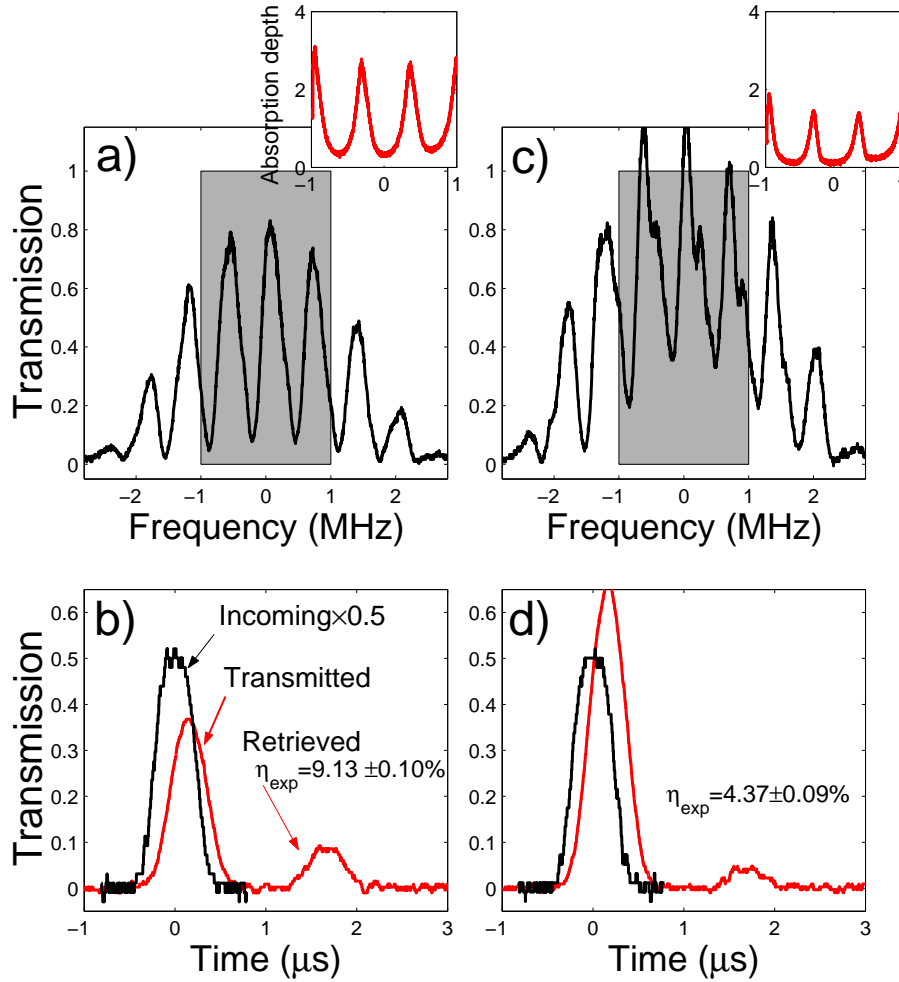 4
2
0
Absorption depth
−1 0 1
4
2
0
−1 0 1
a)
c)
1
0.8
0.6
0.4
0.2
0
Transmission
−2 −1 0 1 2
Frequency (MHz)
1
0.8
0.6
0.4
0.2
0
−2 −1 0 1 2
Frequency (MHz)
b)
Incoming×0.5
Transmitted
Retrieved
η_exp=9.13 ±0.10%
0.6
0.5
0.4
0.3
0.2
0.1
0
Transmission
−1 0 1 2 3
Time (μs)
d)
η_exp=4.37±0.09%
0.6
0.5
0.4
0.3
0.2
0.1
0
−1 0 1 2 3
Time (μs)